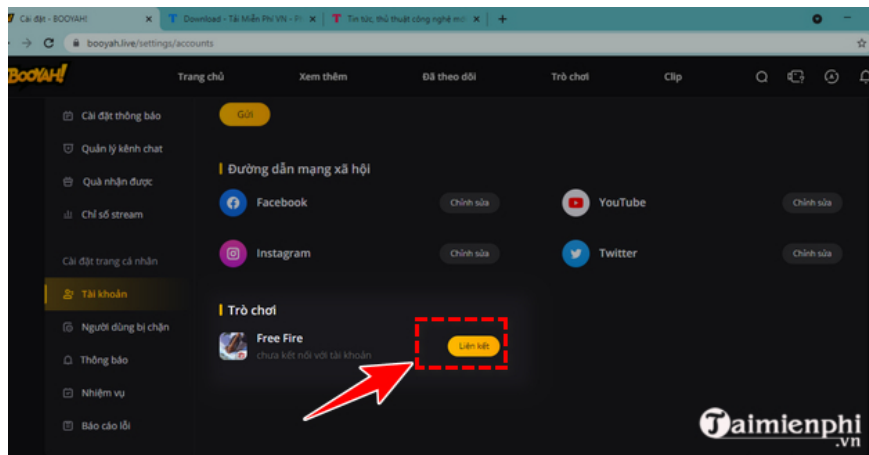 Cài đặt - BOOYAH!
Download - Tải Miễn Phí VN - P
Tin tức, thủ thuật công nghệ mới
booyah.live/settings/accounts
BOOYAH!
Trang chủ
Xem thêm
Đã theo dõi
Trò chơi
Clip
Cài đặt thông báo
Quản lý kênh chat
Quà nhận được
Chỉ số stream
Cài đặt trang cá nhân
Tài khoản
Người dùng bị chặn
Thông báo
Nhiệm vụ
Báo cáo lỗi
Gửi
Đường dẫn mạng xã hội
Facebook
Chỉnh sửa
YouTube
Chỉnh sửa
Instagram
Chỉnh sửa
Twitter
Chỉnh sửa
Trò chơi
Free Fire
chưa kết nối với tài khoản
Liên kết
Taimienphi
.vn